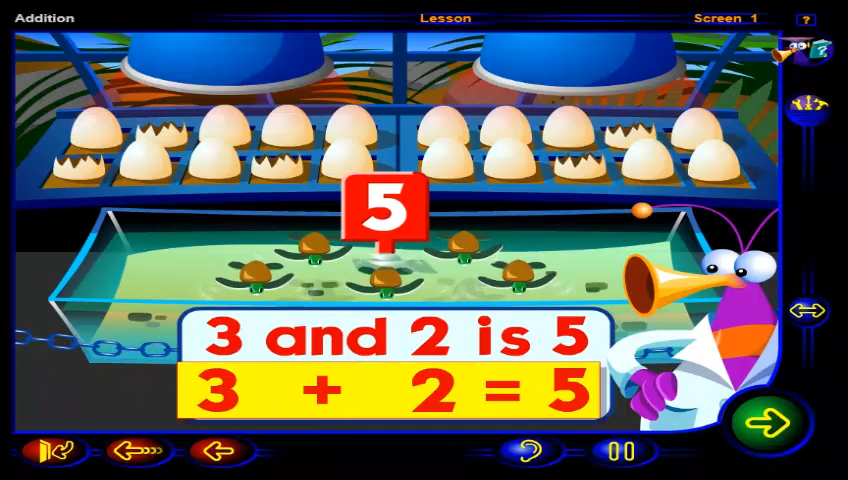 Addition Lesson Screen 1 ?
?
5
3 and 2 is 5
3 + 2 = 5